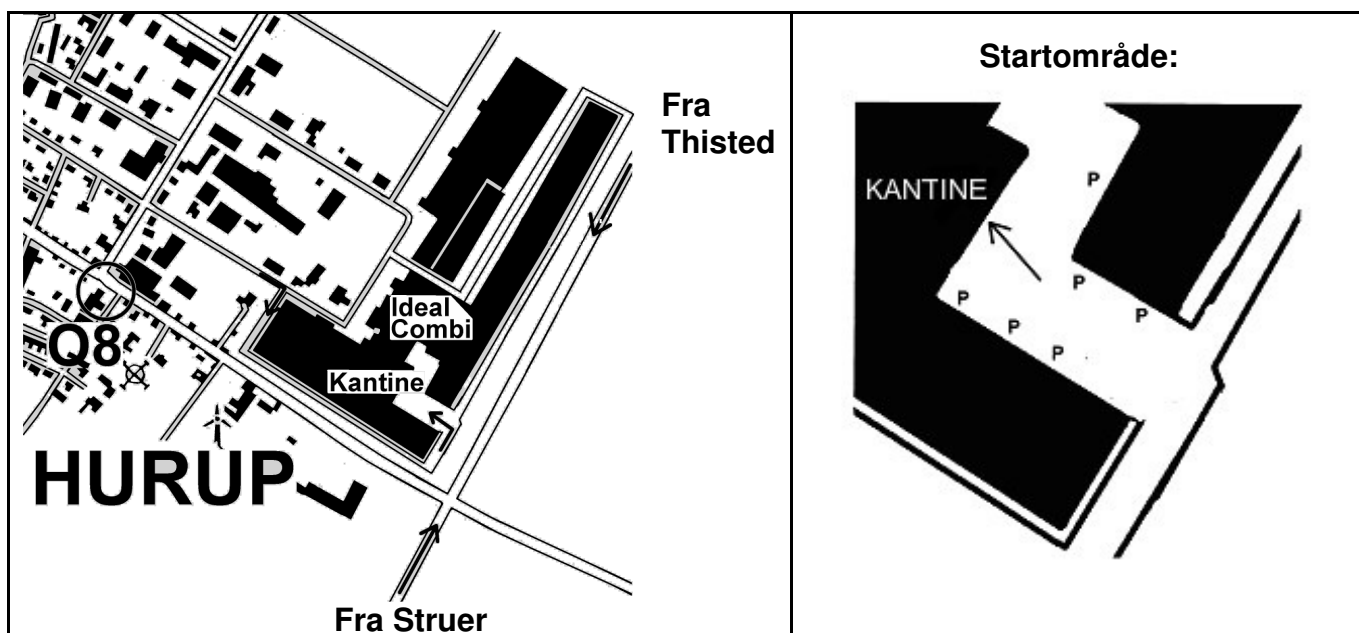 Fra
Thisted
Ideal
Combi
Q8
Kantine
HURUP
Fra Struer
Startområde:
P
KANTINE
P
P
P
P
P